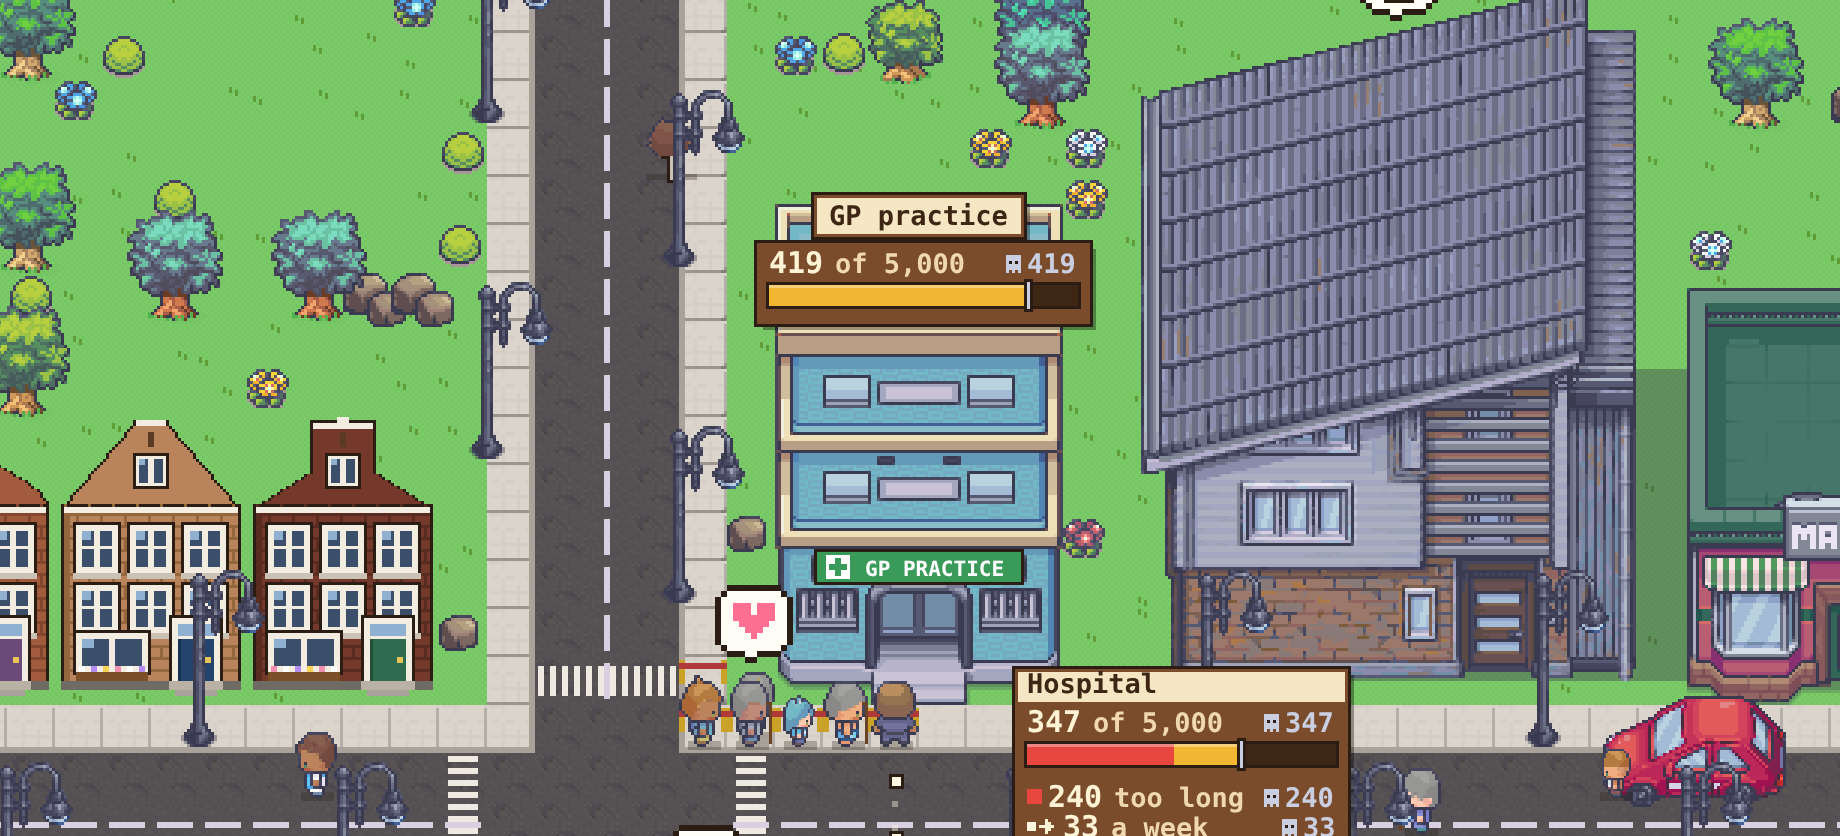 GP practice
419 of 5,000 419
GP PRACTICE
MA
Hospital
347 of 5,000 347
240 too long 240
33 a week 33